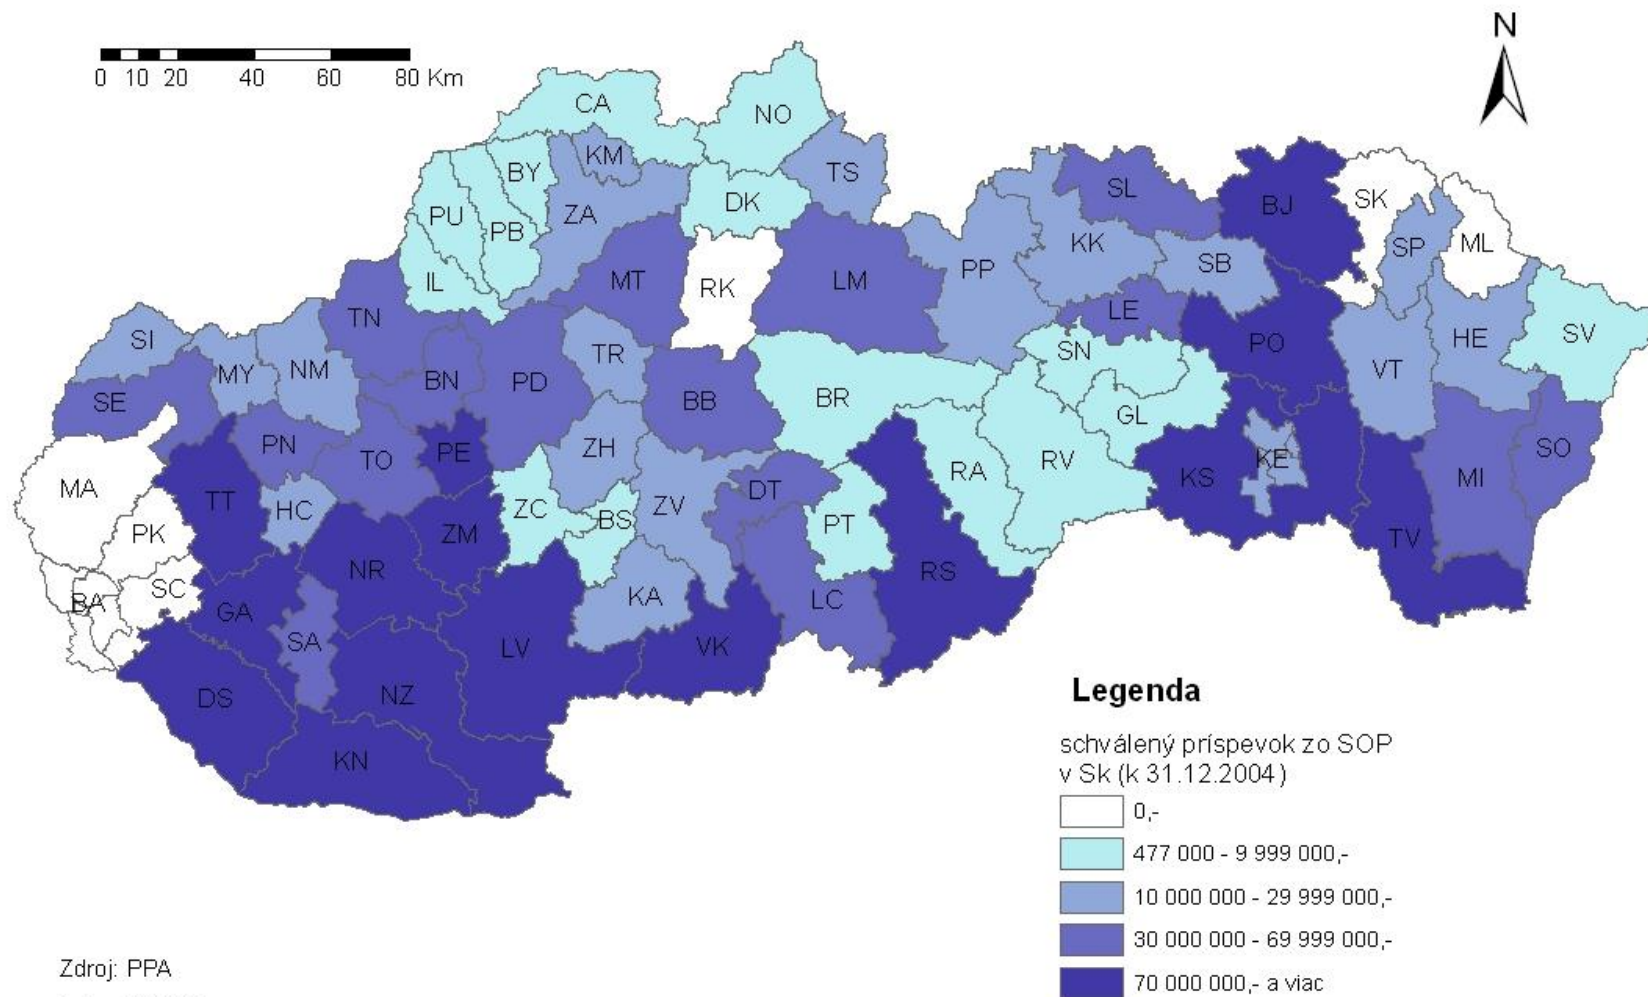 N
0 10 20 40 60 80 Km
CA
NO
KM
BY
TS
SL
DK
PU
ZA
BJ
SK
PB
KK
SP
ML
SB
PP
IL
MT
RK
LM
LE
TN
SI
HE
SV
PO
SN
TR
VT
MY
NM
BN
PD
BR
SE
BB
GL
PN
ZH
TO
PE
RV
RA
SO
KE
KS
MI
MA
DT
TT
HC
ZC
BS
ZV
PT
PK
ZM
TV
NR
RS
SC
BA
KA
LC
GA
SA
LV
VK
DS
NZ
KN
Legenda
schválený príspevok zo SOP
v Sk (k 31.12.2004)
0,-
477 000 - 9 999 000,-
10 000 000 - 29 999 000,-
30 000 000 - 69 999 000,-
70 000 000,- a viac
Zdroj: PPA